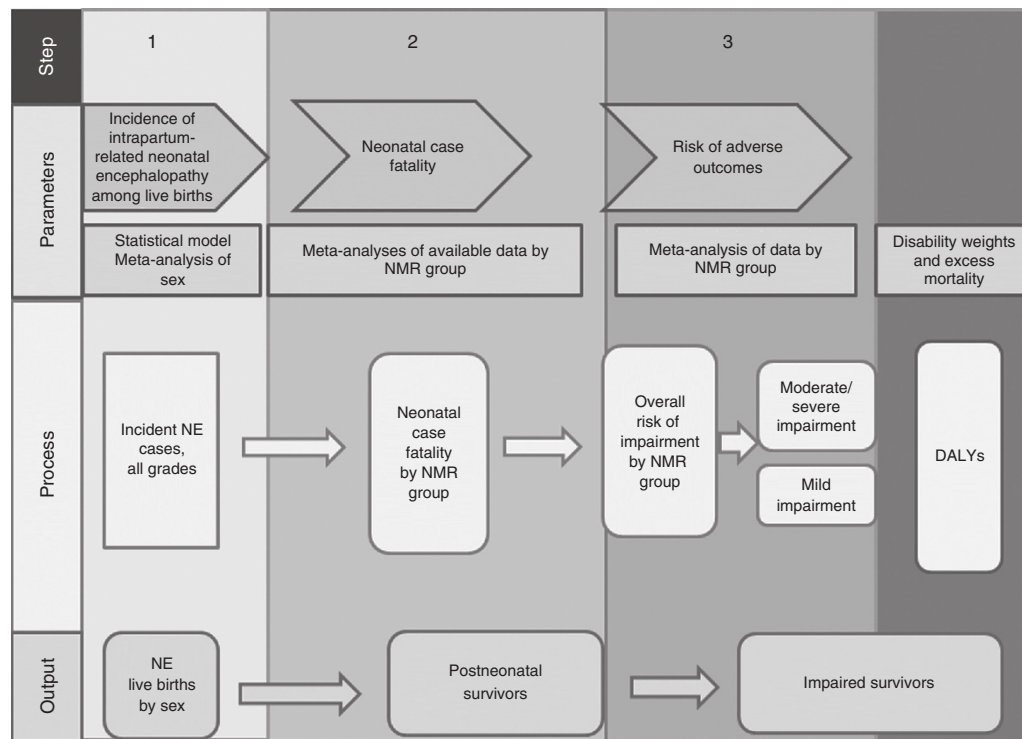 Step
1
2
3
Parameters
Incidence of
intrapartum-
related neonatal
encephalopathy
among live births
Neonatal case
fatality
Risk of adverse
outcomes
Statistical model
Meta-analysis of
sex
Meta-analyses of available data by
NMR group
Meta-analysis of data by
NMR group
Disability weights
and excess
mortality
Process
Incident NE
cases,
all grades
Neonatal
case
fatality
by NMR
group
Overall
risk of
impairment
by NMR
group
Moderate/
severe
impairment
Mild
impairment
DALYs
Output
NE
live births
by sex
Postneonatal
survivors
Impaired survivors